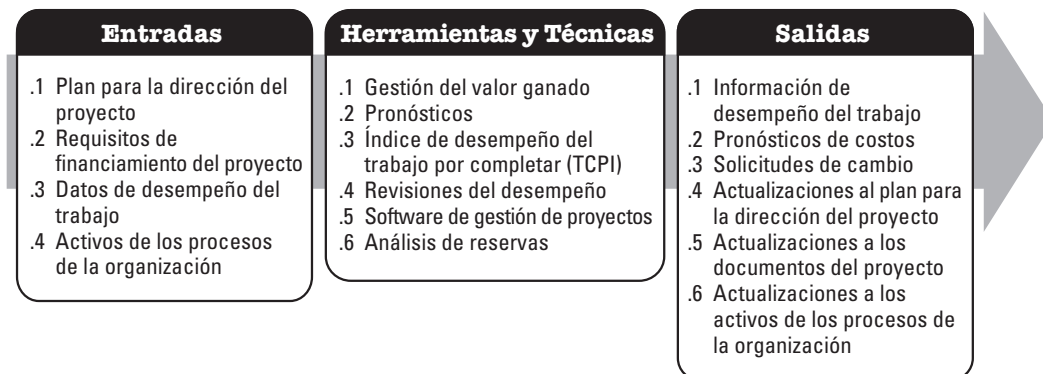 Entradas
.1 Plan para la dirección del
proyecto
.2 Requisitos de
financiamiento del proyecto
.3 Datos de desempeño del
trabajo
.4 Activos de los procesos
de la organización
Herramientas y Técnicas
.1 Gestión del valor ganado
.2 Pronósticos
.3 Índice de desempeño del
trabajo por completar (TCPI)
.4 Revisiones del desempeño
.5 Software de gestión de proyectos
.6 Análisis de reservas
Salidas
.1 Información de
desempeño del trabajo
.2 Pronósticos de costos
.3 Solicitudes de cambio
.4 Actualizaciones al plan para
la dirección del proyecto
.5 Actualizaciones a los
documentos del proyecto
.6 Actualizaciones a los
activos de los procesos de
la organización